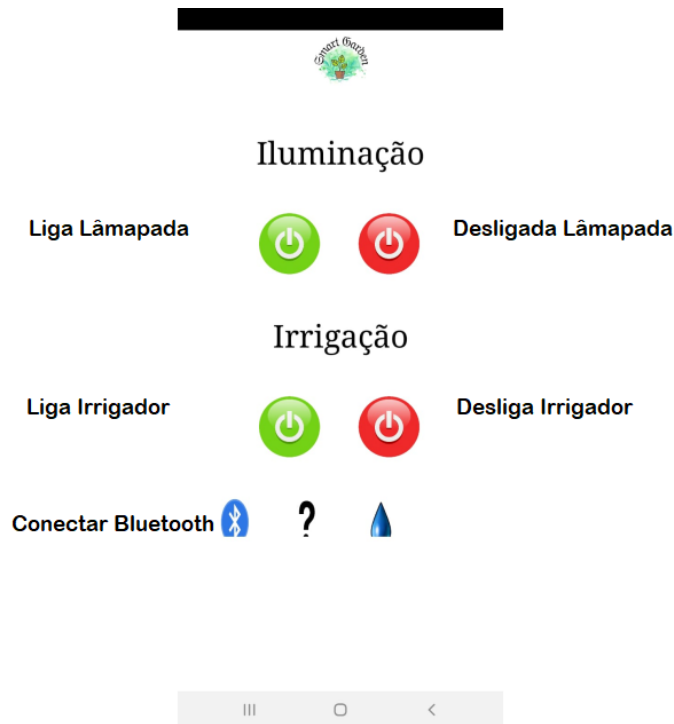 Smart Garden
Iluminação
Liga Lâmapada
Desligada Lâmapada
Irrigação
Liga Irrigador
Desliga Irrigador
Conectar Bluetooth
?